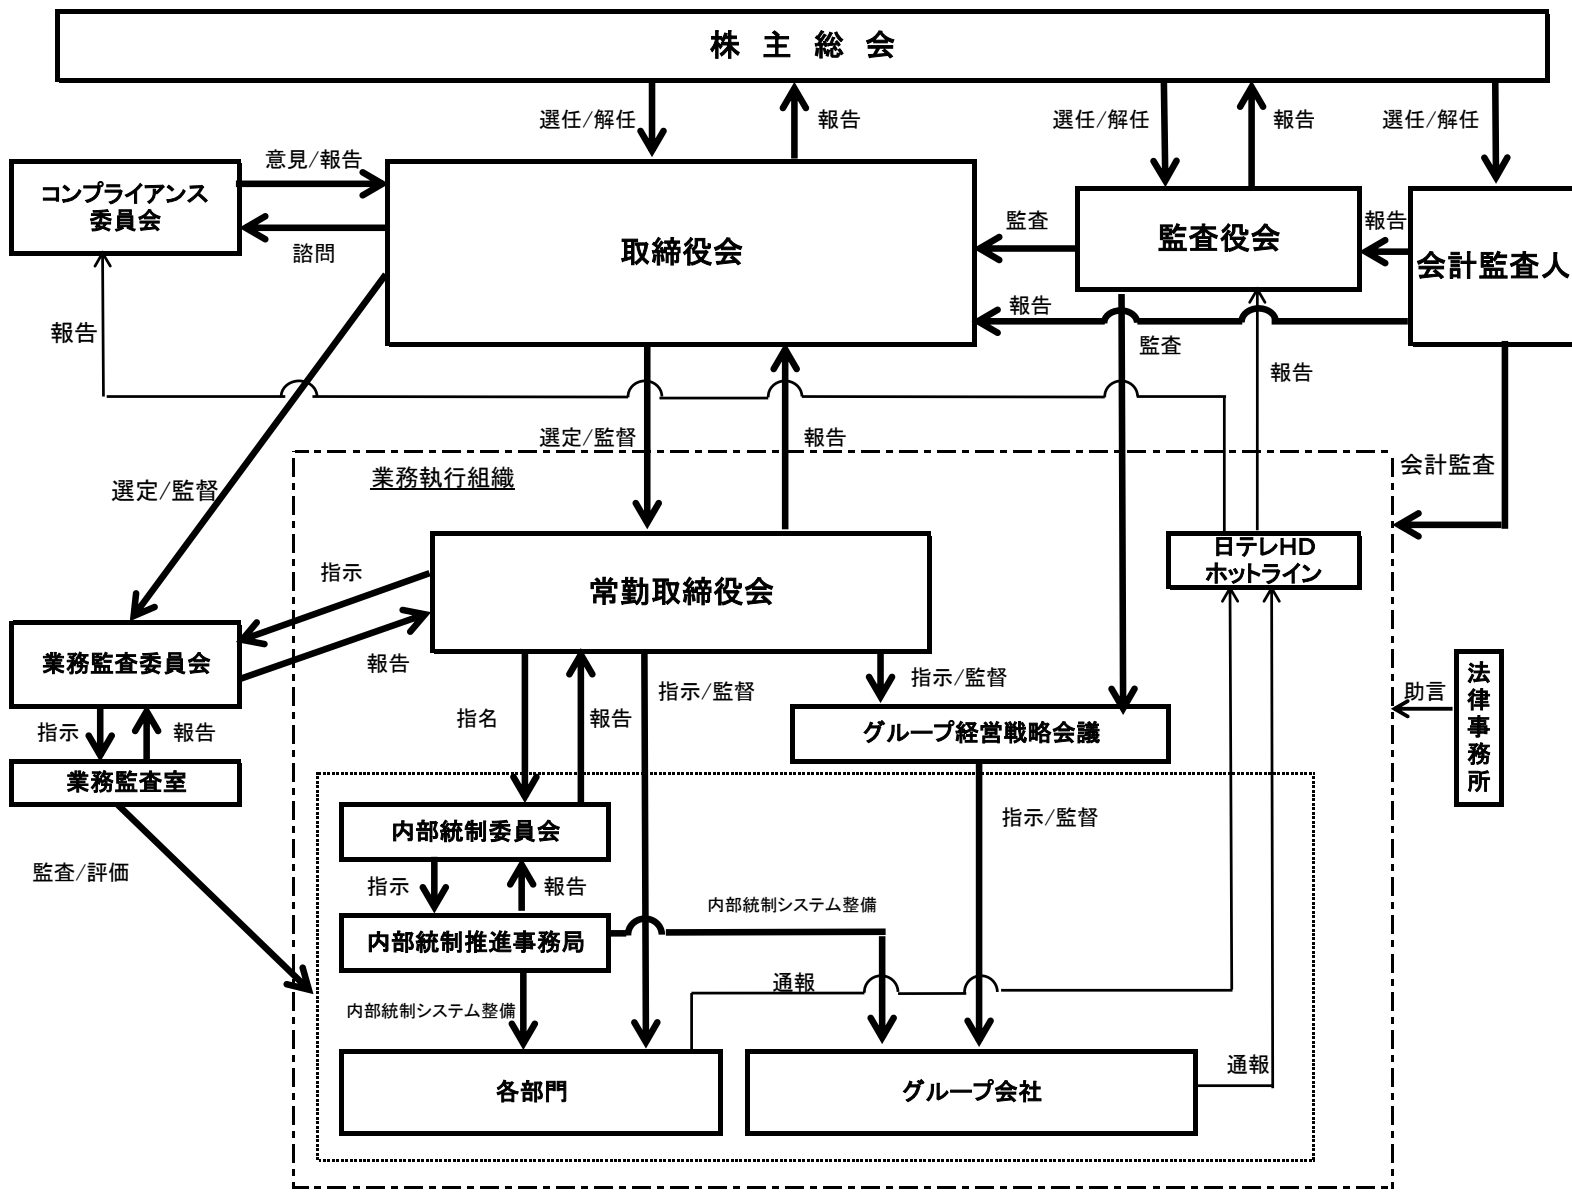 株主総会
選任/解任
報告
選任/解任
報告
選任/解任
意見/報告
コンプライアンス
委員会
諮問
取締役会
監査
監査役会
報告
会計監査人
報告
監査
報告
報告
選定/監督
報告
業務執行組織
会計監査
選定/監督
指示
常勤取締役会
日テレHD
ホットライン
業務監査委員会
報告
指示
報告
業務監査室
指名
報告
指示/監督
指示/監督
グループ経営戦略会議
助言
法律事務所
監査/評価
内部統制委員会
指示/監督
指示
報告
内部統制システム整備
内部統制推進事務局
通報
内部統制システム整備
各部門
グループ会社
通報